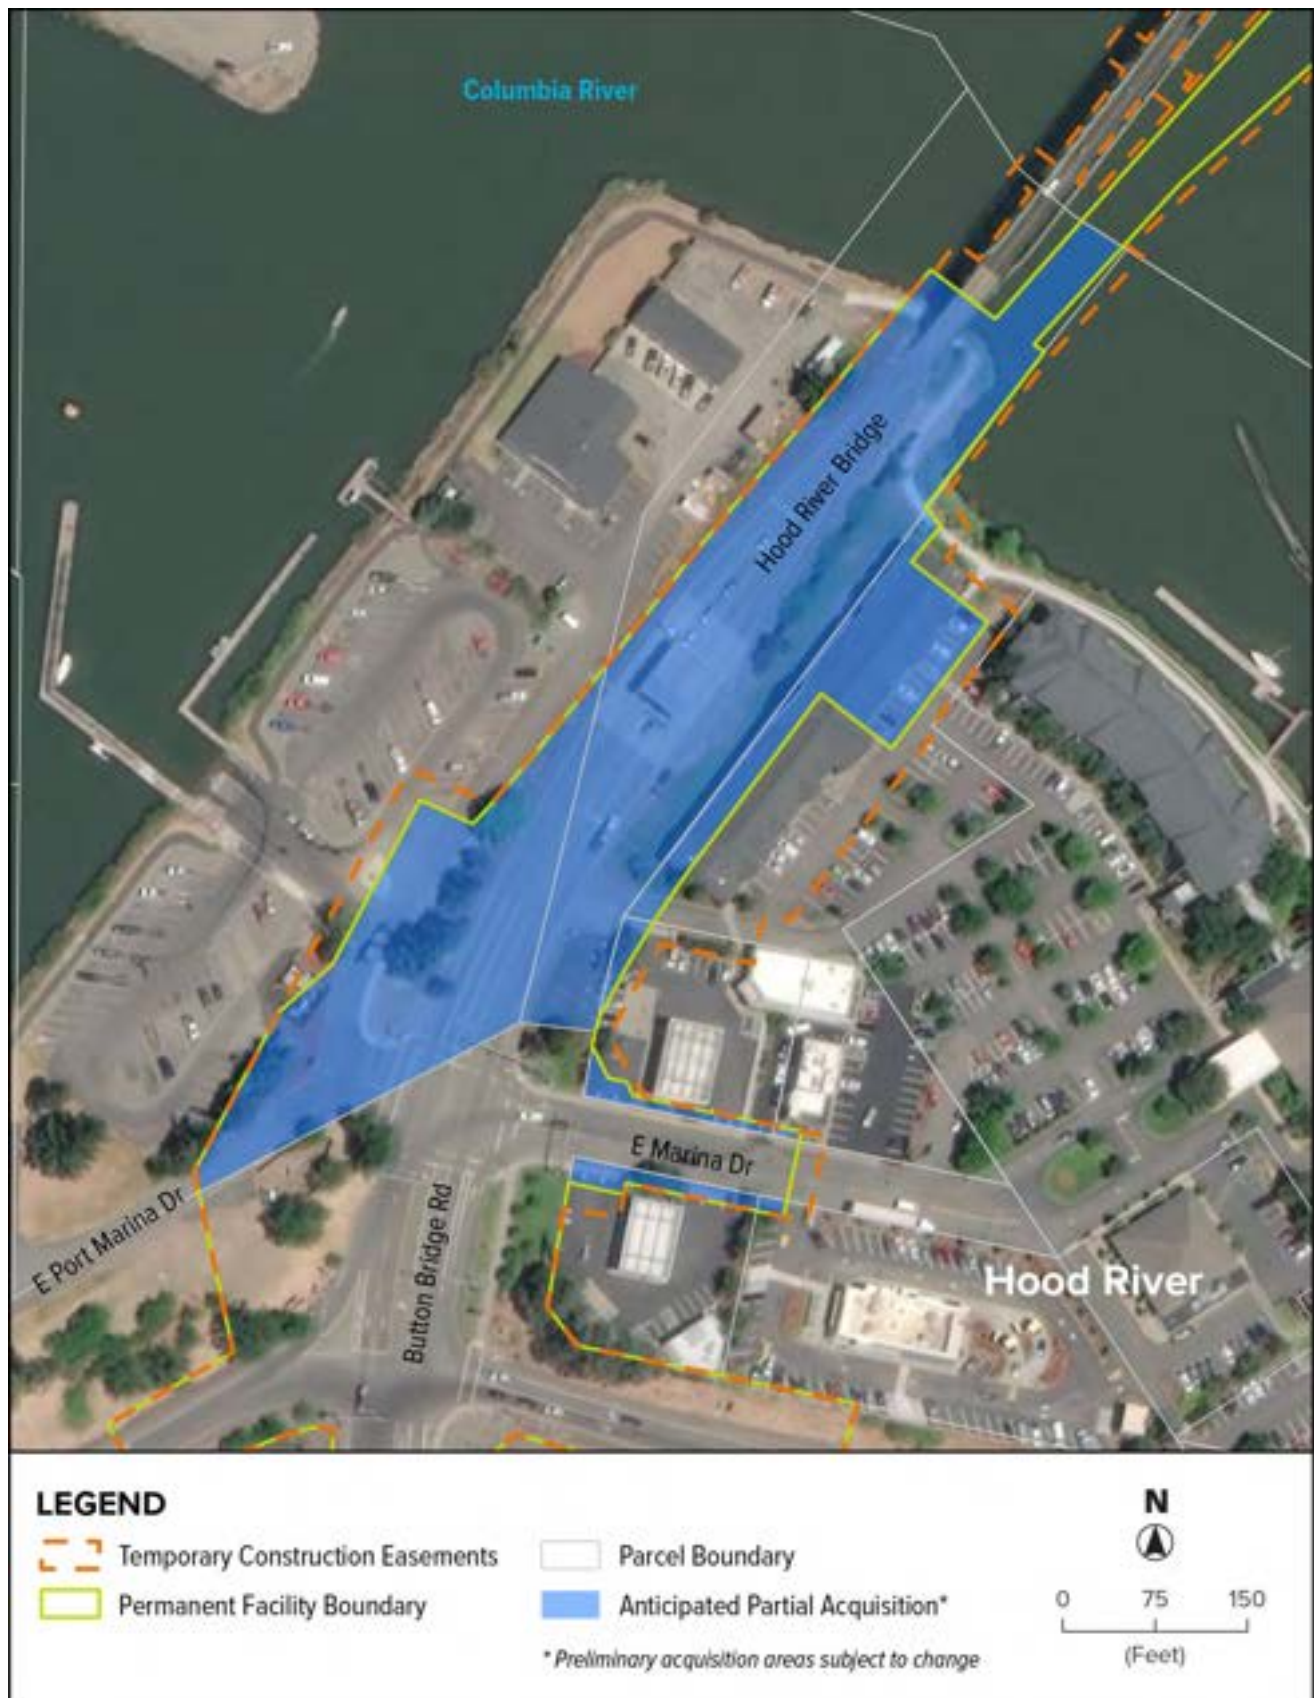 Columbia River
Hood River Bridge
E Marina Dr
E Port Marina Dr
Button Bridge Rd
Hood River
LEGEND
Temporary Construction Easements
Permanent Facility Boundary
Parcel Boundary
Anticipated Partial Acquisition*
* Preliminary acquisition areas subject to change
N
0 75 150
(Feet)